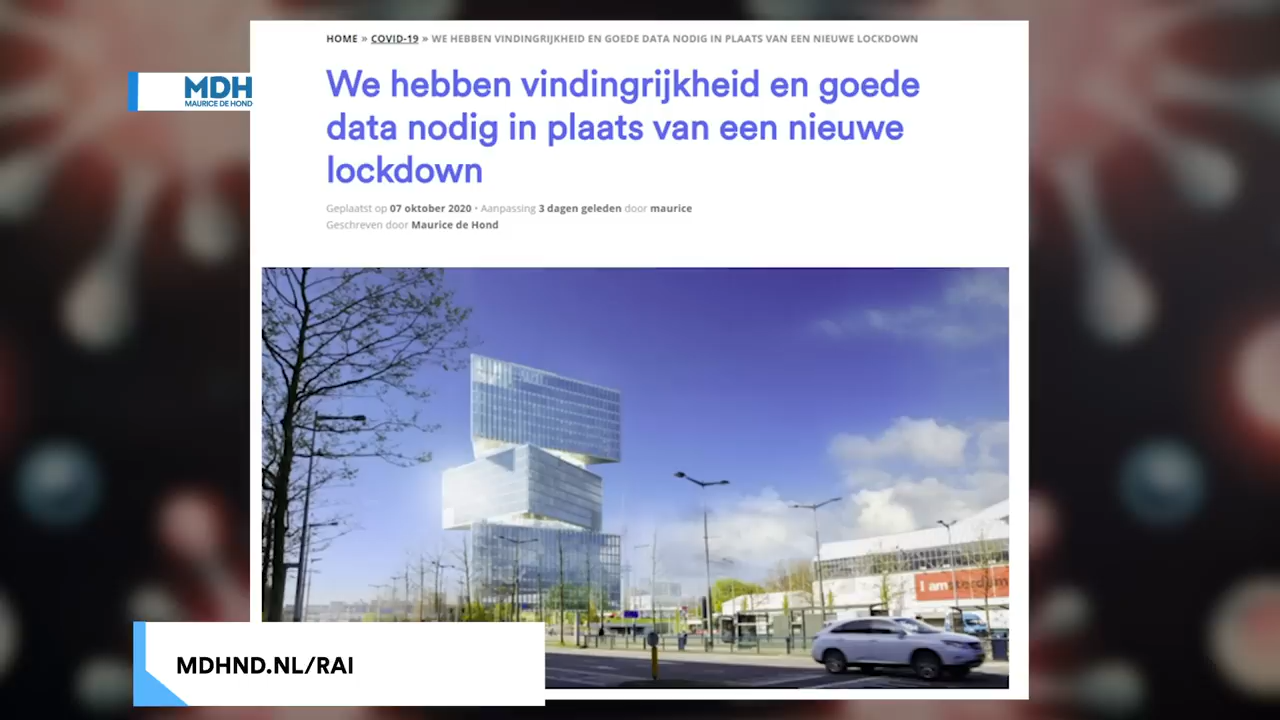 HOME » COVID-19 » WE HEBBEN VINDINGRIJKHEID EN GOEDE DATA NODIG IN PLAATS VAN EEN NIEUWE LOCKDOWN
MDH
MAURICE DE HOND
We hebben vindingrijkheid en goede
data nodig in plaats van een nieuwe
lockdown
Geplaatst op 07 oktober 2020 • Aanpassing 3 dagen geleden door maurice
Geschreven door Maurice de Hond
I amsterdam
MDHND.NL/RAI